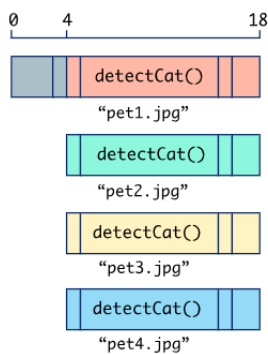 0 4 18
detectCat()
“pet1.jpg”
detectCat()
“pet2.jpg”
detectCat()
“pet3.jpg”
detectCat()
“pet4.jpg”